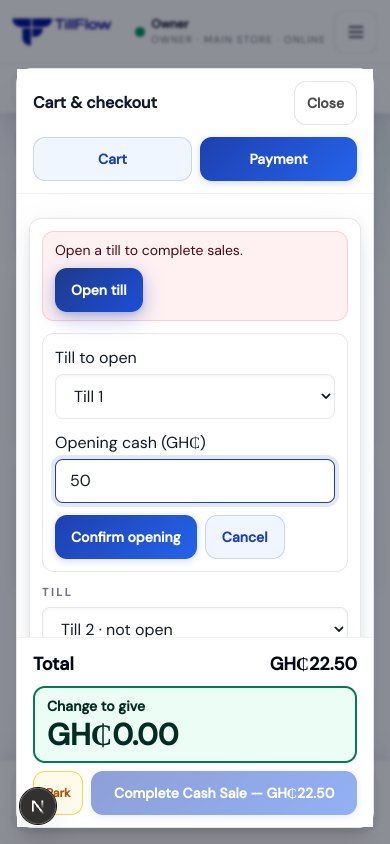 TillFlow
Owner
OWNER · MAIN STORE · ONLINE
Cart & checkout
Close
Cart
Payment
Open a till to complete sales.
Open till
Till to open
Till 1
Opening cash (GH₵)
50
Confirm opening
Cancel
TILL
Till 2 · not open
Total
GH₵22.50
Change to give
GH₵0.00
Park
Complete Cash Sale — GH₵22.50
N